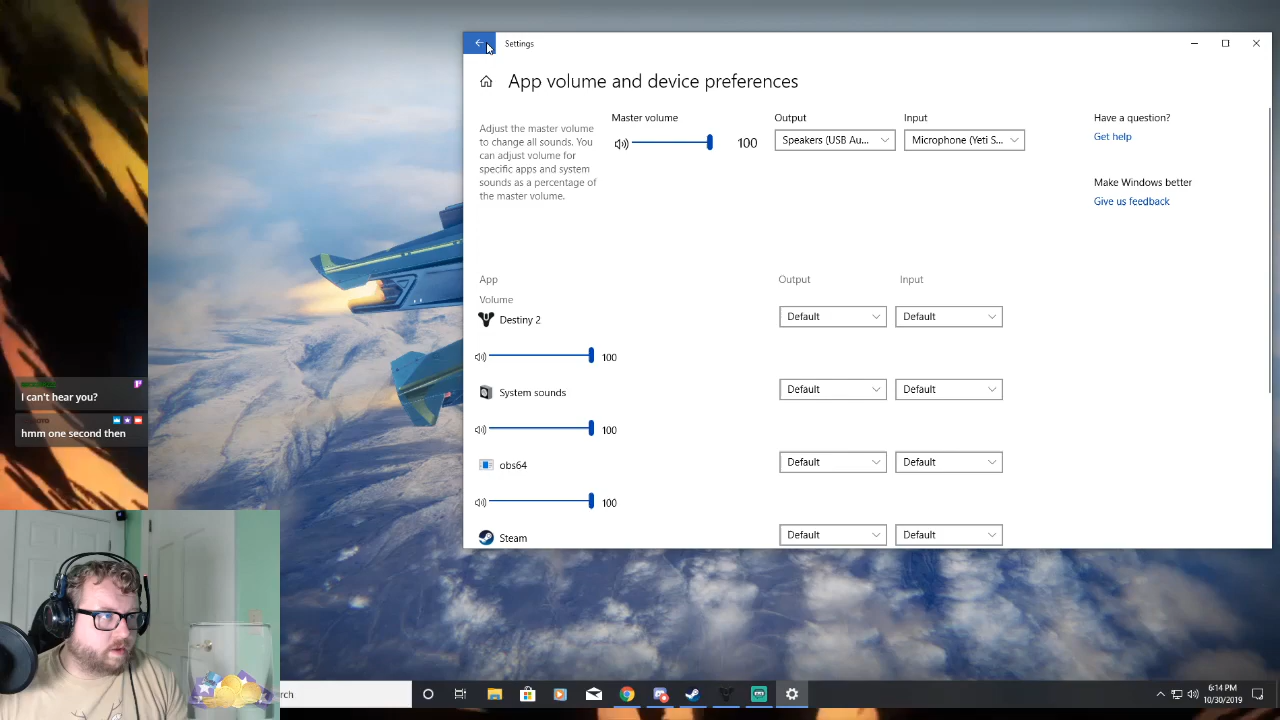 Settings
App volume and device preferences
Adjust the master volume
to change all sounds. You
can adjust volume for
specific apps and system
sounds as a percentage of
the master volume.
Master volume
100
Output
Speakers (USB Au...
Input
Microphone (Yeti S...
Have a question?
Get help
Make Windows better
Give us feedback
App
Output
Input
Volume
Destiny 2
Default
Default
100
System sounds
Default
Default
100
obs64
Default
Default
100
Steam
Default
Default
I can't hear you?
hmm one second then
rch
6:14 PM
10/30/2019